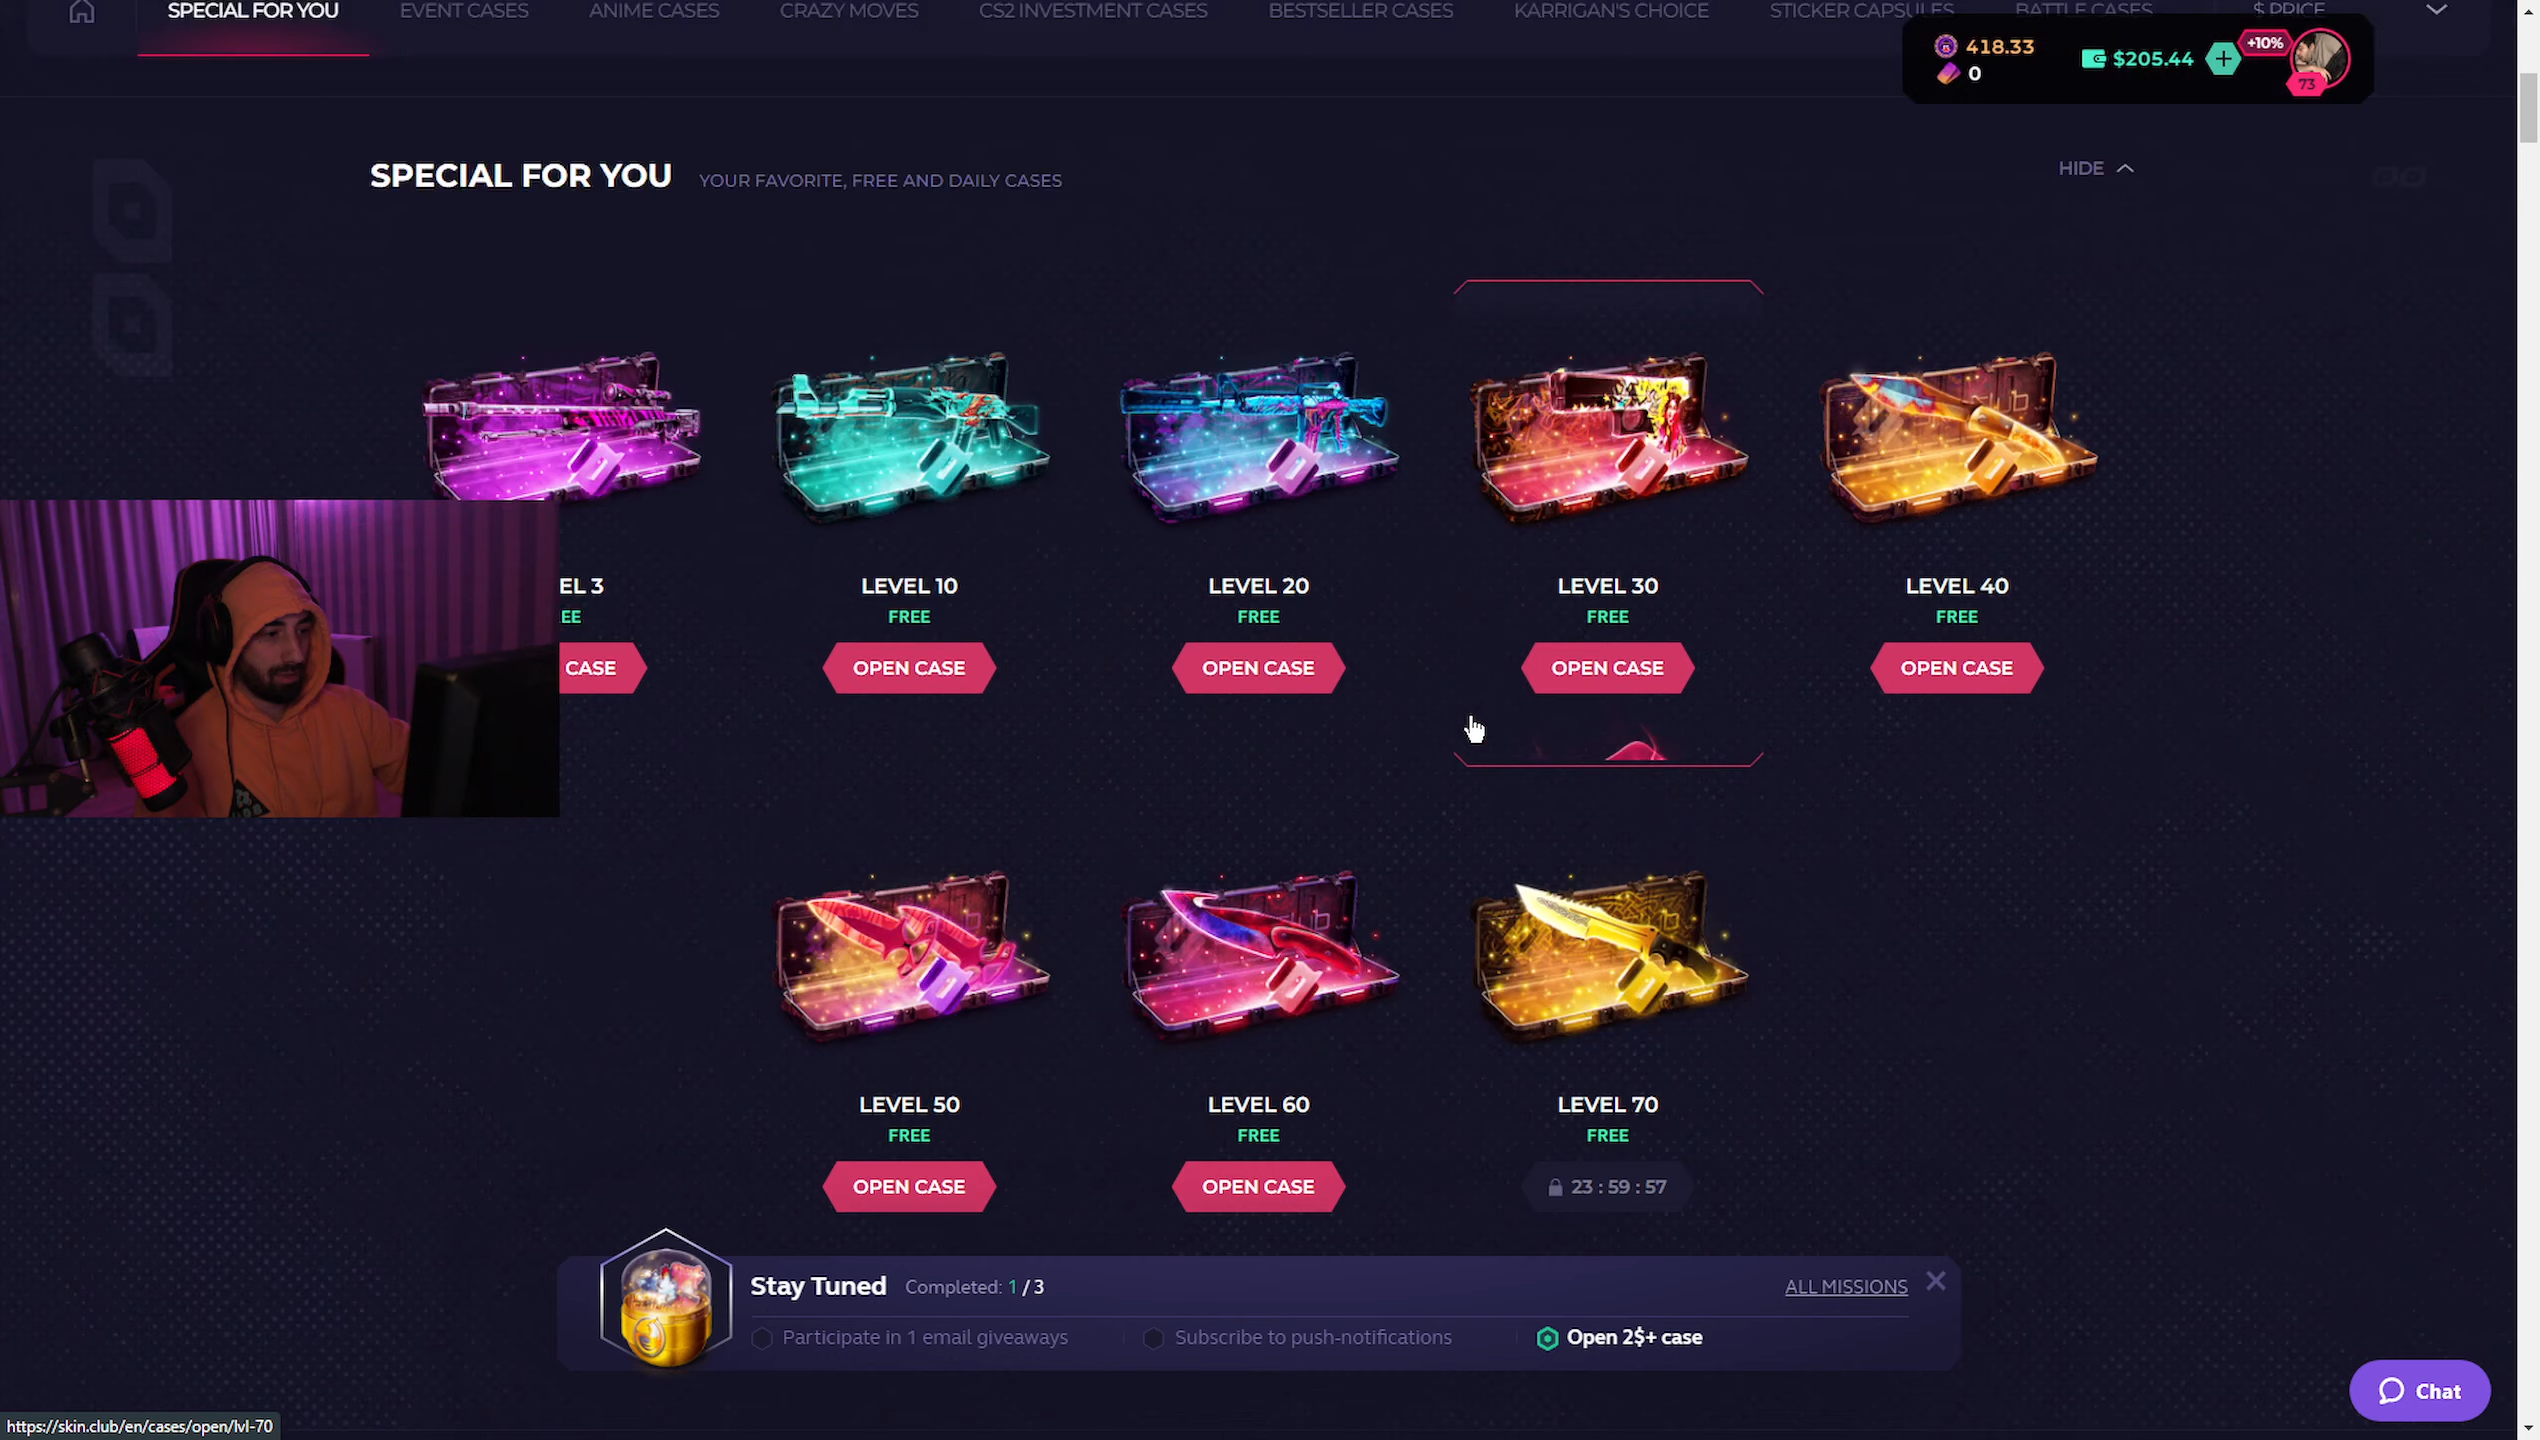 SPECIAL FOR YOU EVENT CASES ANIME CASES CRAZY MOVES CS2 INVESTMENT CASES BESTSELLER CASES KARRIGAN'S CHOICE STICKER CAPSULES BATTLE CASES $ PRICE
418.33
0
$205.44
+10%
73
SPECIAL FOR YOU YOUR FAVORITE, FREE AND DAILY CASES HIDE
EL 3 LEVEL 10 LEVEL 20 LEVEL 30 LEVEL 40
EE FREE FREE FREE FREE
CASE OPEN CASE OPEN CASE OPEN CASE OPEN CASE
LEVEL 50 LEVEL 60 LEVEL 70
FREE FREE FREE
OPEN CASE OPEN CASE 23 : 59 : 57
Stay Tuned Completed: 1 / 3 ALL MISSIONS
Participate in 1 email giveaways Subscribe to push-notifications Open 2$+ case
Chat
https://skin.club/en/cases/open/lvl-70